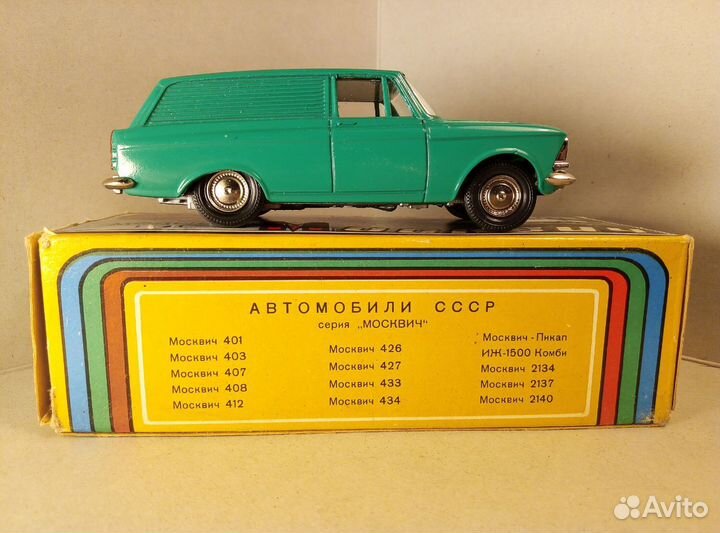 АВТОМОБИЛИ СССР
серия „МОСКВИЧ"
Москвич 401
Москвич 403
Москвич 407
Москвич 408
Москвич 412
Москвич 426
Москвич 427
Москвич 433
Москвич 434
Москвич - Пикап
ИЖ-1500 Комби
Москвич 2134
Москвич 2137
Москвич 2140
Avito